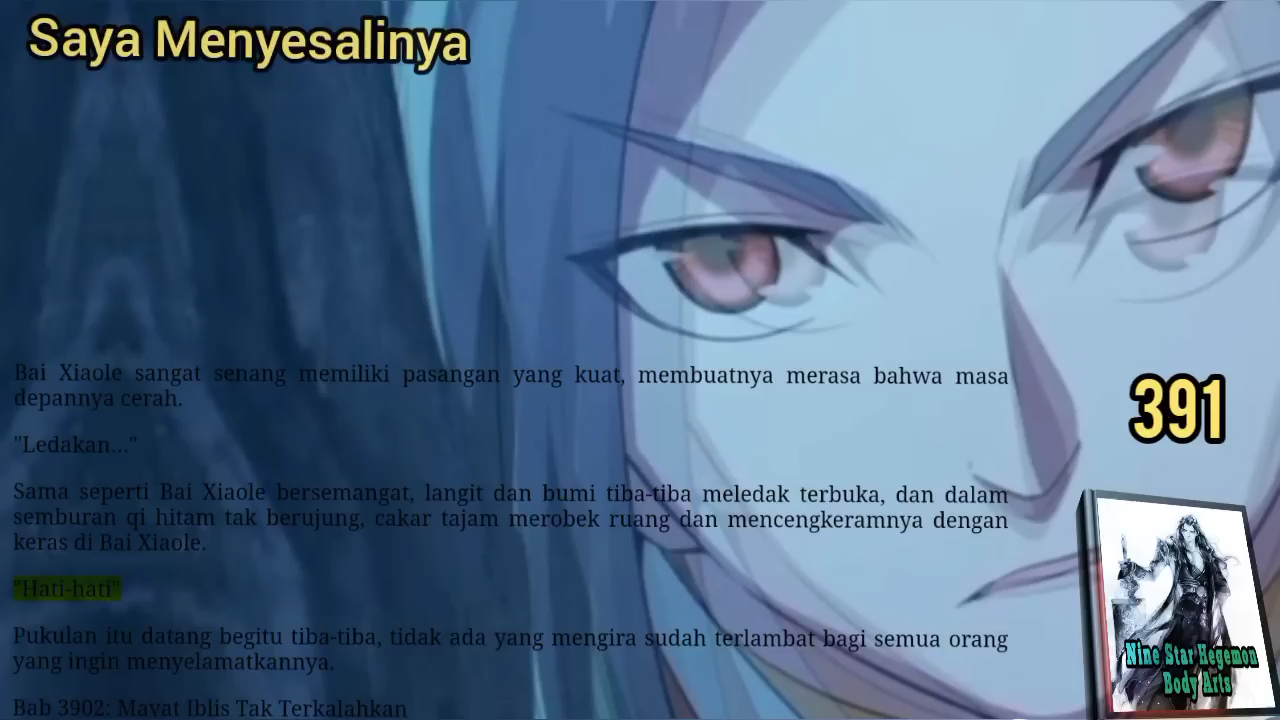 Saya Menyesalinya
Bai Xiaole sangat senang memiliki pasangan yang kuat, membuatnya merasa bahwa masa
depannya cerah.
"Ledakan..."
Sama seperti Bai Xiaole bersemangat, langit dan bumi tiba-tiba meledak terbuka, dan dalam
semburan qi hitam tak berujung, cakar tajam merobek ruang dan mencengkeramnya dengan
keras di Bai Xiaole.
"Hati-hati"
Pukulan itu datang begitu tiba-tiba, tidak ada yang mengira sudah terlambat bagi semua orang
yang ingin menyelamatkannya.
Bab 3902: Mayat Iblis Tak Terkalahkan
391
Nine Star Hegemon
Body Arts